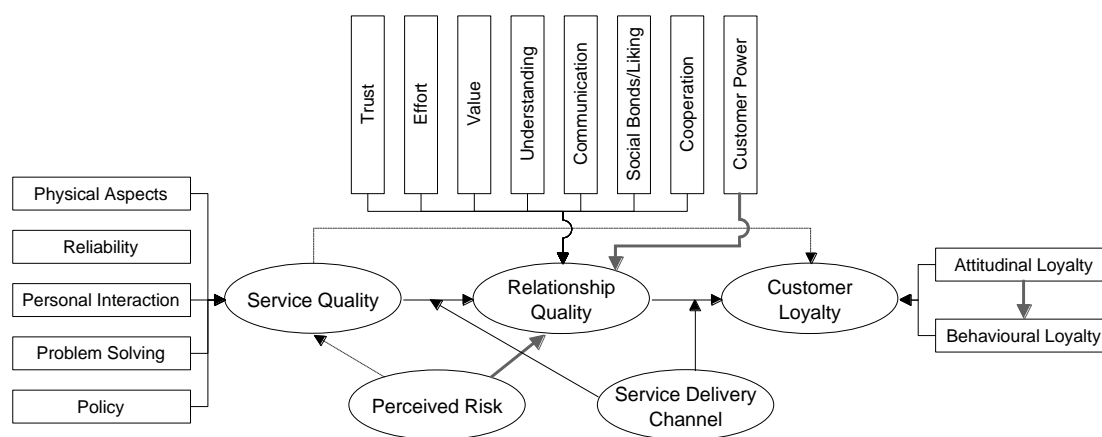 Trust
Effort
Value
Understanding
Communication
Social Bonds/Liking
Cooperation
Customer Power
Physical Aspects
Reliability
Personal Interaction
Problem Solving
Policy
Service Quality
Relationship
Quality
Customer
Loyalty
Attitudinal Loyalty
Behavioural Loyalty
Perceived Risk
Service Delivery
Channel